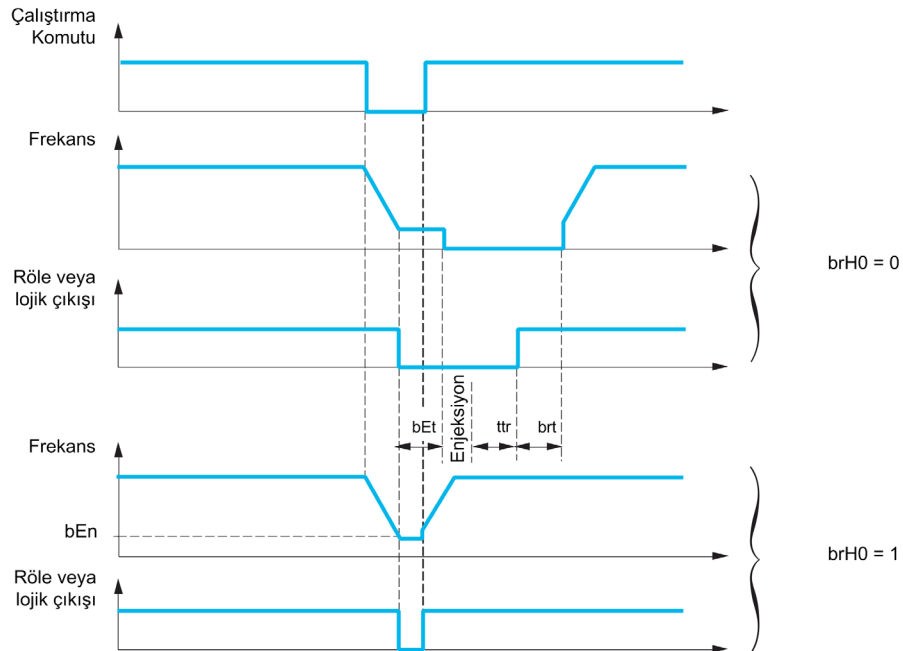 Çalıştırma
Komutu
Frekans
Röle veya
lojik çıkışı
brH0 = 0
bEt
Enjeksiyon
ttr
brt
Frekans
bEn
Röle veya
lojik çıkışı
brH0 = 1